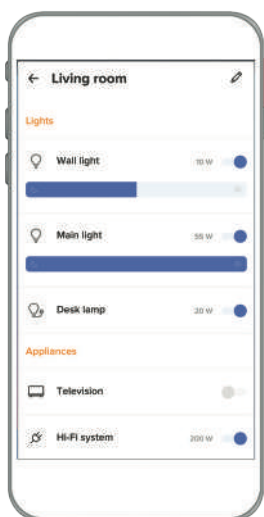 ← Living room
Lights
Wall light 10 W
Main light 55 W
Desk lamp 20 W
Appliances
Television
Hi-Fi system 200 W